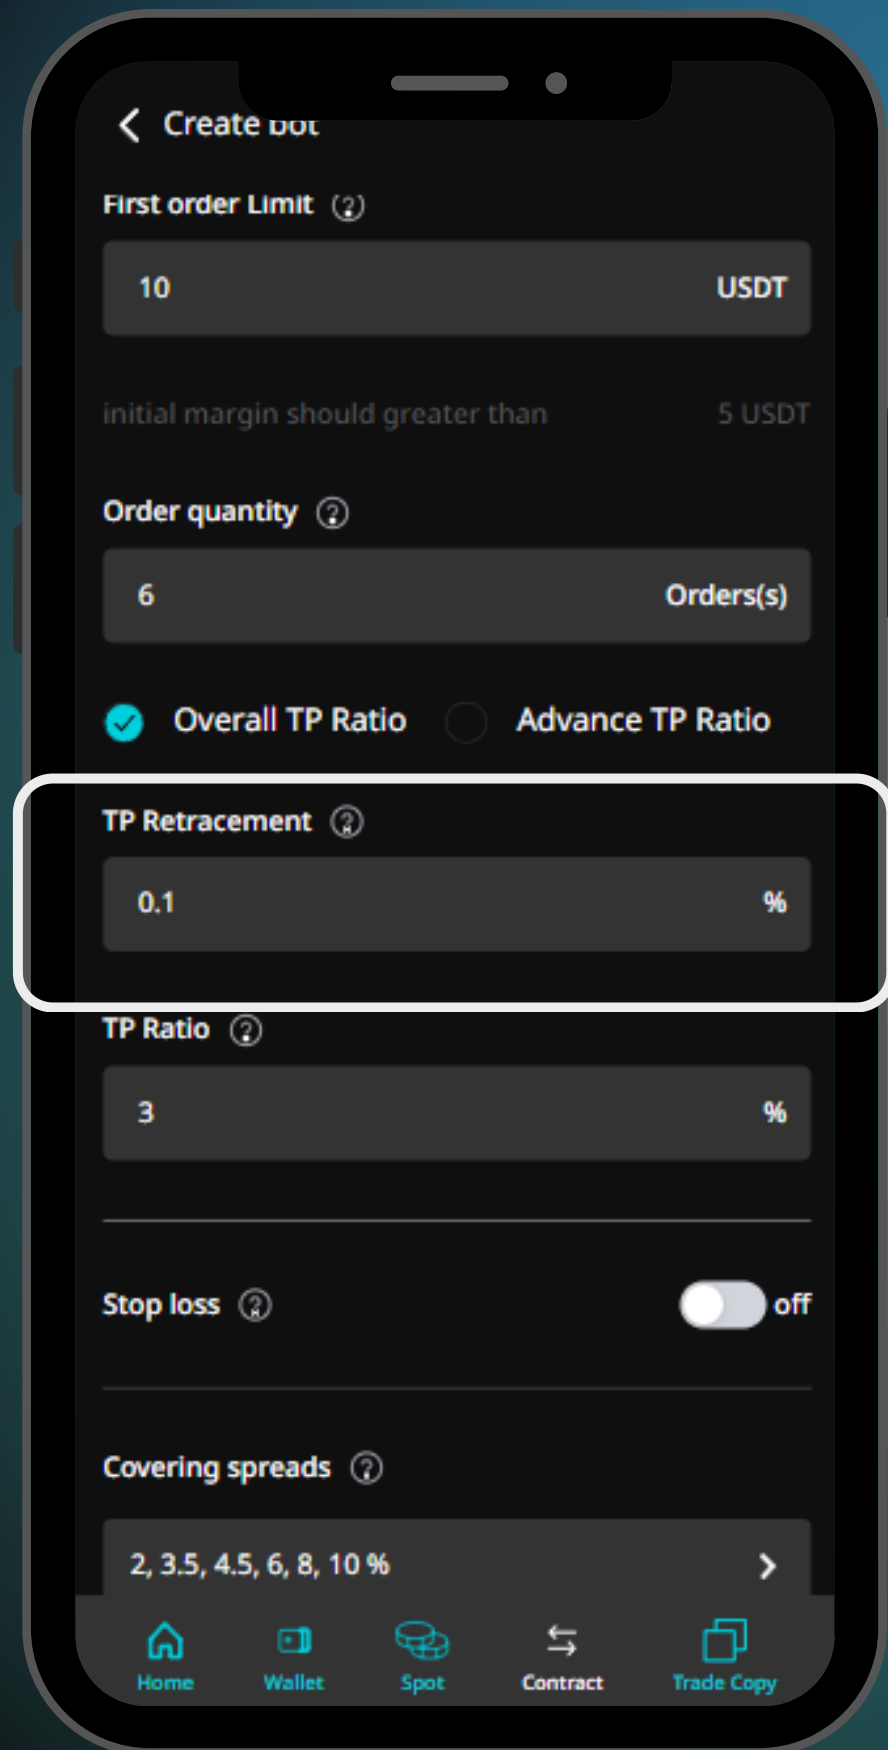 Create bot
First order Limit
10 USDT
initial margin should greater than 5 USDT
Order quantity
6 Orders(s)
Overall TP Ratio Advance TP Ratio
TP Retracement
0.1 %
TP Ratio
3 %
Stop loss off
Covering spreads
2, 3.5, 4.5, 6, 8, 10 %
Home Wallet Spot Contract Trade Copy